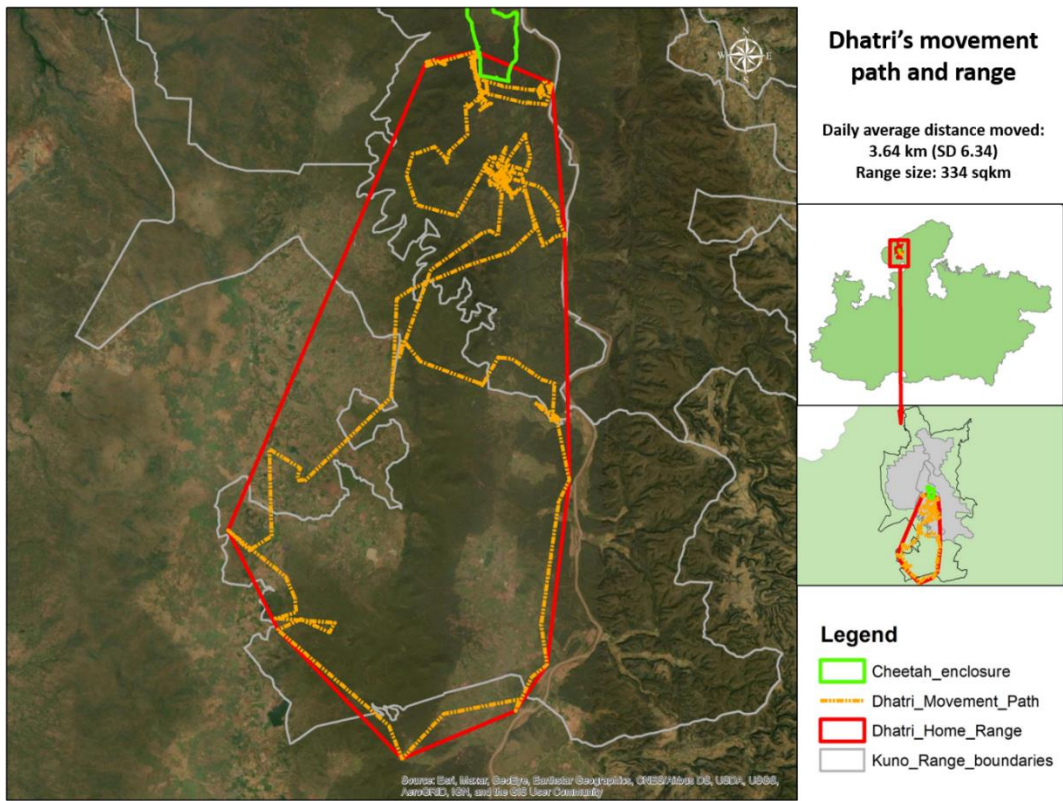 Dhatri's movement
path and range
Daily average distance moved:
3.64 km (SD 6.34)
Range size: 334 sqkm
N
W
E
S
Legend
Cheetah_enclosure
Dhatri_Movement_Path
Dhatri_Home_Range
Kuno_Range_boundaries
Source: Esri, Maxar, GeoEye, Earthstar Geographics, CNES/Airbus DS, USDA, USGS,
AeroGRID, IGN, and the GIS User Community